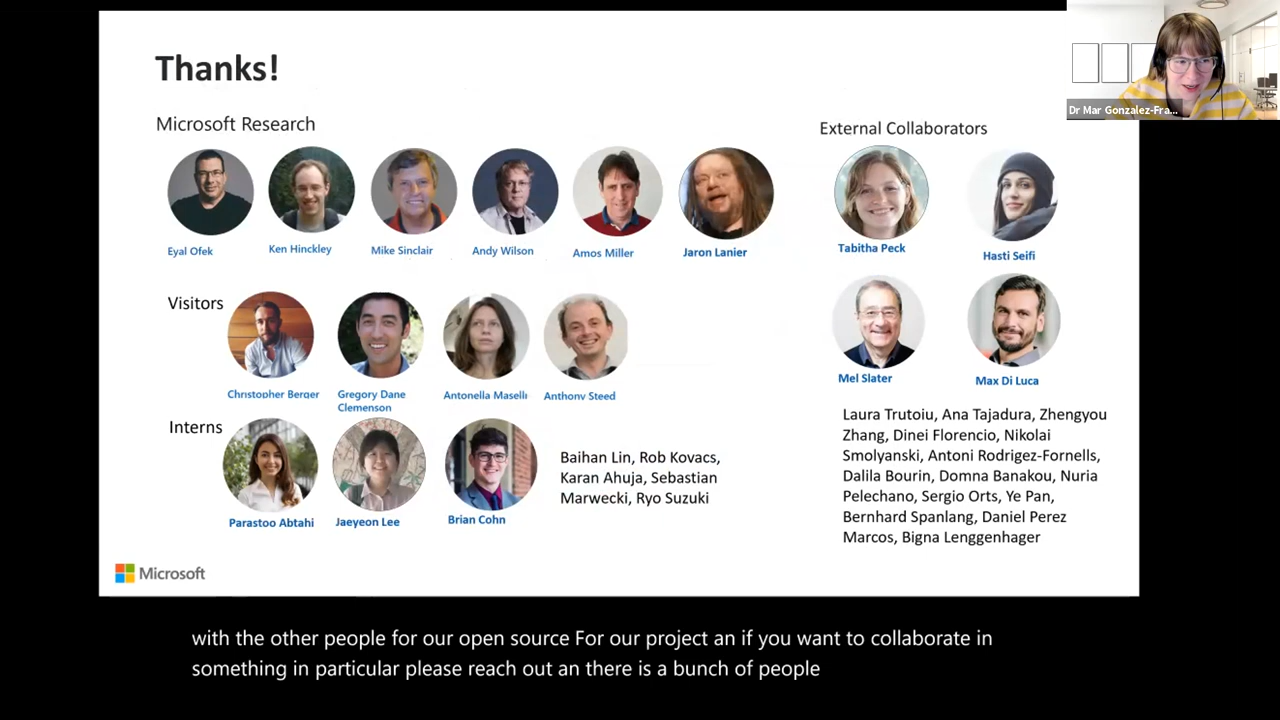 Thanks!
Dr Mar Gonzalez-Fra...
Microsoft Research
External Collaborators
Eyal Ofek
Ken Hinckley
Mike Sinclair
Andy Wilson
Amos Miller
Jaron Lanier
Tabitha Peck
Hasti Seifi
Visitors
Christopher Berger
Gregory Dane
Clemenson
Antonella Maselli
Anthony Steed
Mel Slater
Max Di Luca
Interns
Parastoo Abtahi
Jaeyeon Lee
Brian Cohn
Baihan Lin, Rob Kovacs,
Karan Ahuja, Sebastian
Marwecki, Ryo Suzuki
Laura Trutoiu, Ana Tajadura, Zhengyou
Zhang, Dinei Florencio, Nikolai
Smolyanski, Antoni Rodrigez-Fornells,
Dalila Bourin, Domna Banakou, Nuria
Pelechano, Sergio Orts, Ye Pan,
Bernhard Spanlang, Daniel Perez
Marcos, Bigna Lenggenhager
Microsoft
with the other people for our open source For our project an if you want to collaborate in
something in particular please reach out an there is a bunch of people